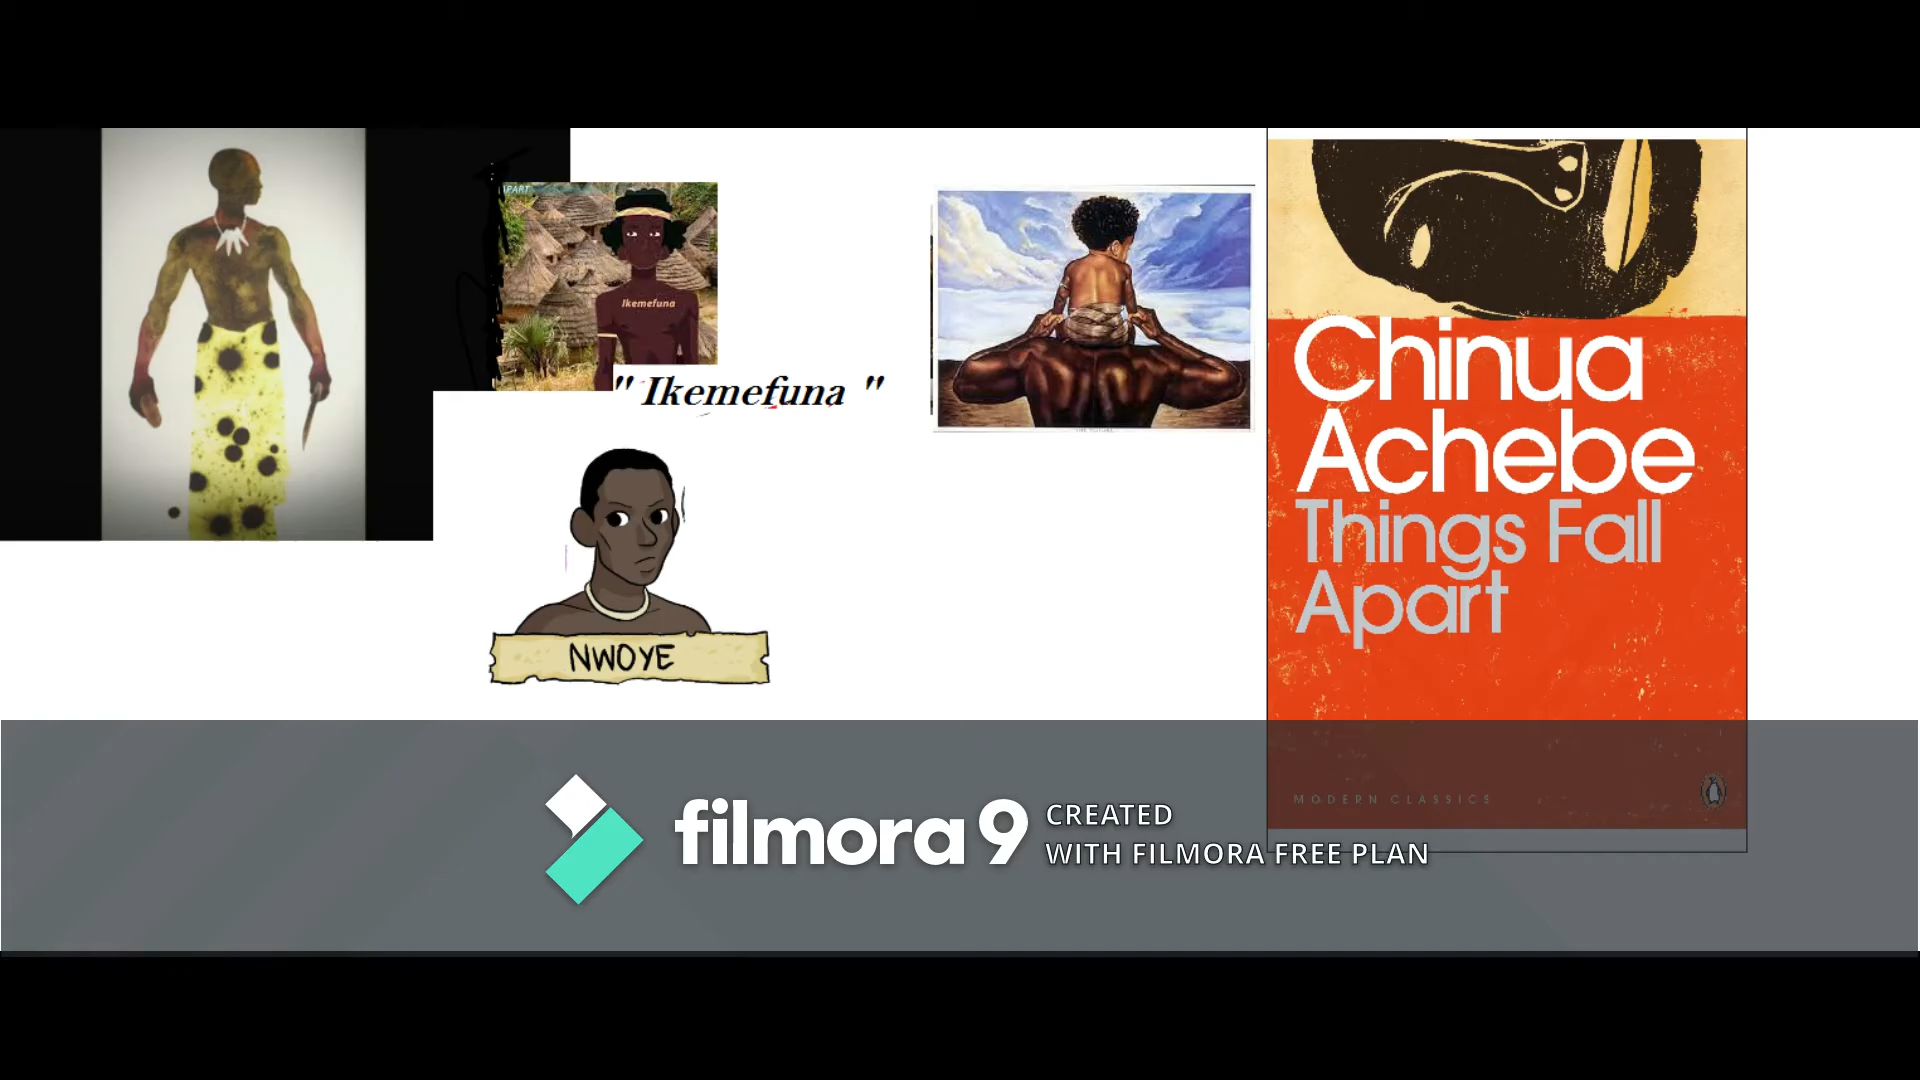 APART
Ikemefuna
" Ikemefuna "
NWOYE
Chinua
Achebe
Things Fall
Apart
MODERN CLASSICS
filmora 9
CREATED
WITH FILMORA FREE PLAN